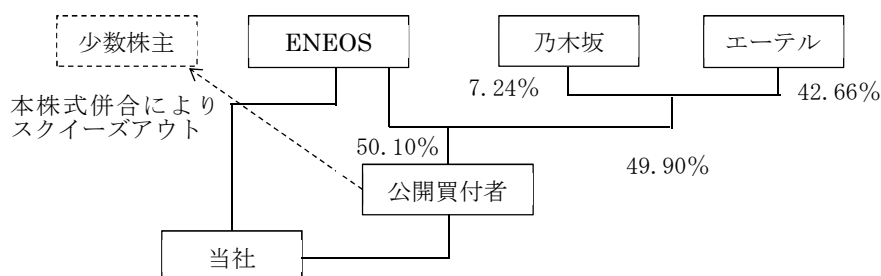 少数株主
ENEOS
乃木坂
エーテル
7.24%
42.66%
本株式併合により
スクイーズアウト
50.10%
49.90%
公開買付者
当社